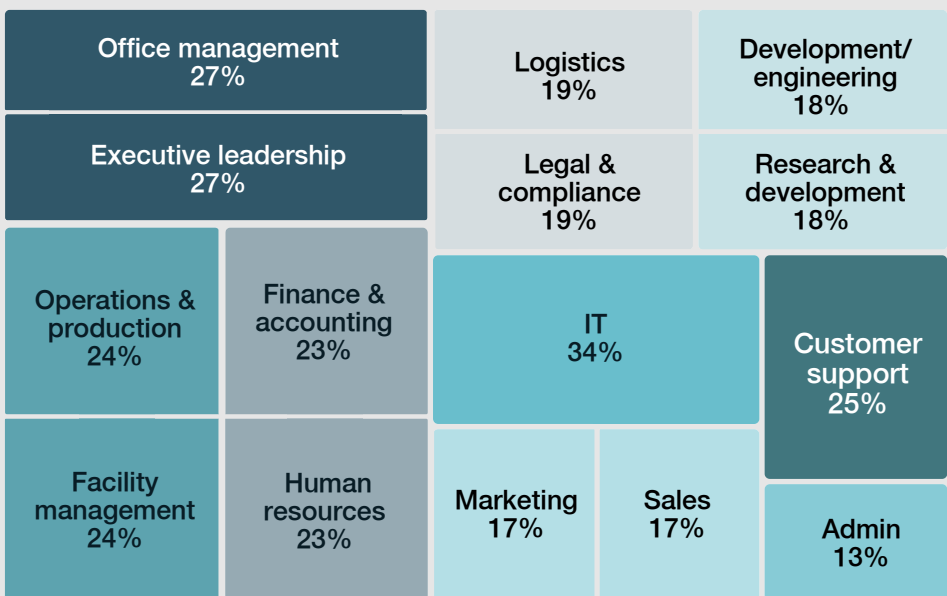 Office management
27%
Executive leadership
27%
Logistics
19%
Development/
engineering
18%
Legal &
compliance
19%
Research &
development
18%
Operations &
production
24%
Finance &
accounting
23%
IT
34%
Customer
support
25%
Facility
management
24%
Human
resources
23%
Marketing
17%
Sales
17%
Admin
13%